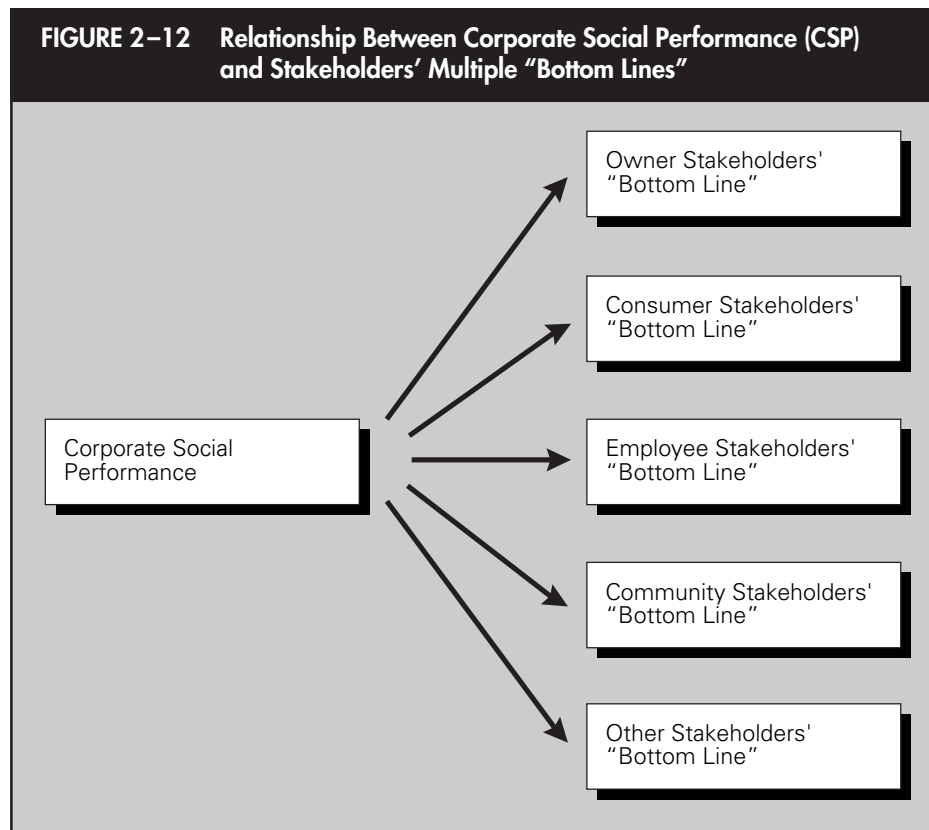 FIGURE 2–12 Relationship Between Corporate Social Performance (CSP)
and Stakeholders’ Multiple “Bottom Lines”
Owner Stakeholders'
“Bottom Line”
Consumer Stakeholders'
“Bottom Line”
Corporate Social
Performance
Employee Stakeholders'
“Bottom Line”
Community Stakeholders'
“Bottom Line”
Other Stakeholders'
“Bottom Line”